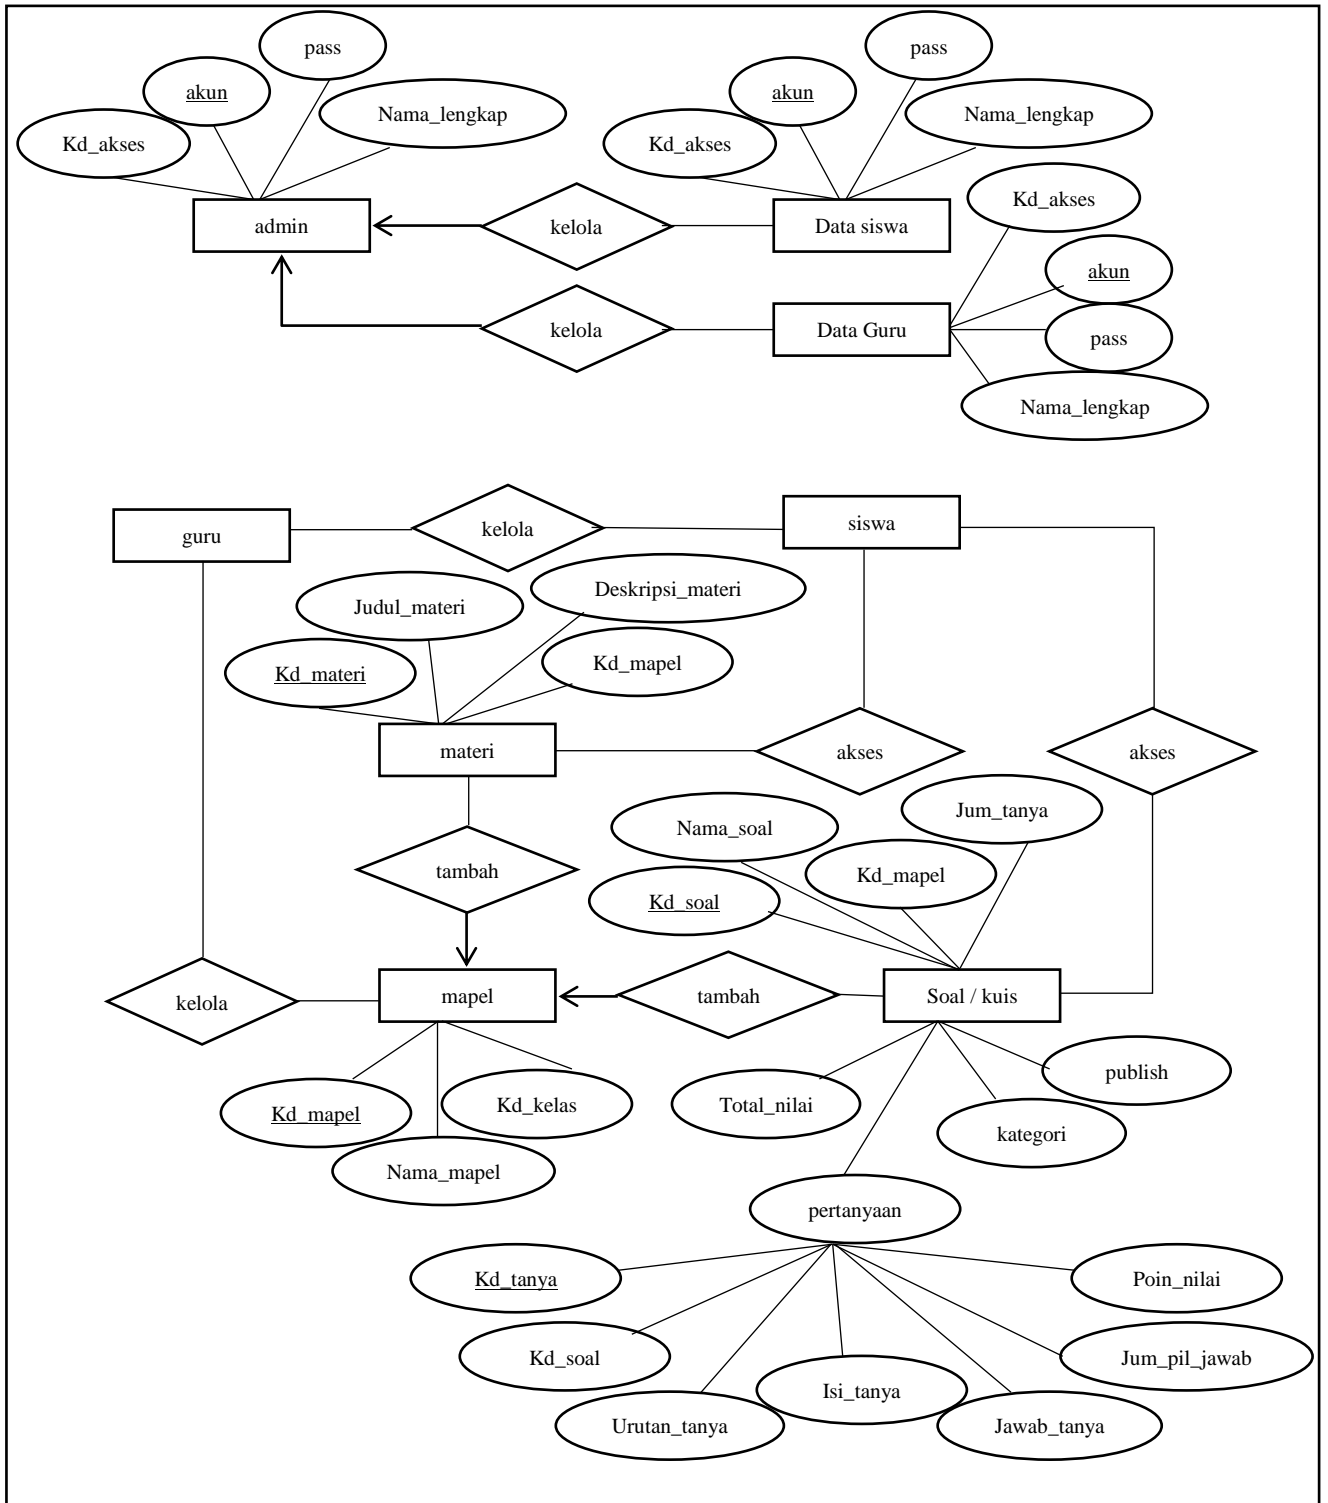 pass
pass
akun
akun
Nama_lengkap
Nama_lengkap
Kd_akses
Kd_akses
Kd_akses
admin
kelola
Data siswa
akun
kelola
Data Guru
pass
Nama_lengkap
guru
kelola
siswa
Judul_materi
Deskripsi_materi
Kd_materi
Kd_mapel
materi
akses
akses
Nama_soal
Jum_tanya
tambah
Kd_mapel
Kd_soal
kelola
mapel
tambah
Soal / kuis
Kd_mapel
Kd_kelas
Total_nilai
publish
kategori
Nama_mapel
pertanyaan
Kd_tanya
Poin_nilai
Kd_soal
Jum_pil_jawab
Isi_tanya
Urutan_tanya
Jawab_tanya